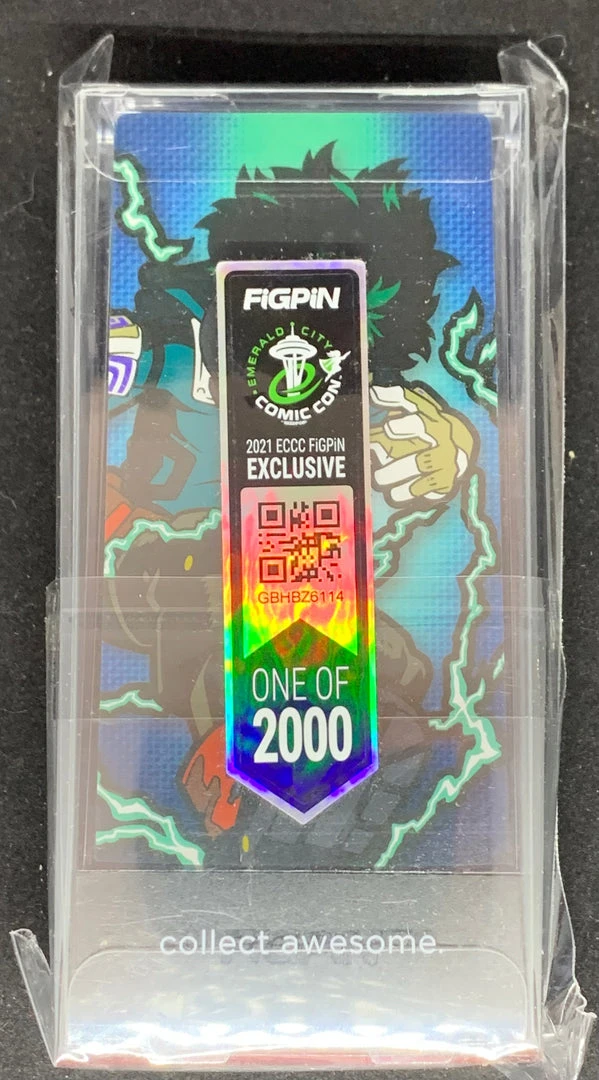 FiGPiN
EMERALD CITY
COMIC CON
2021 ECCC FiGPiN
EXCLUSIVE
GBHBZ6114
ONE OF
2000
collect awesome.